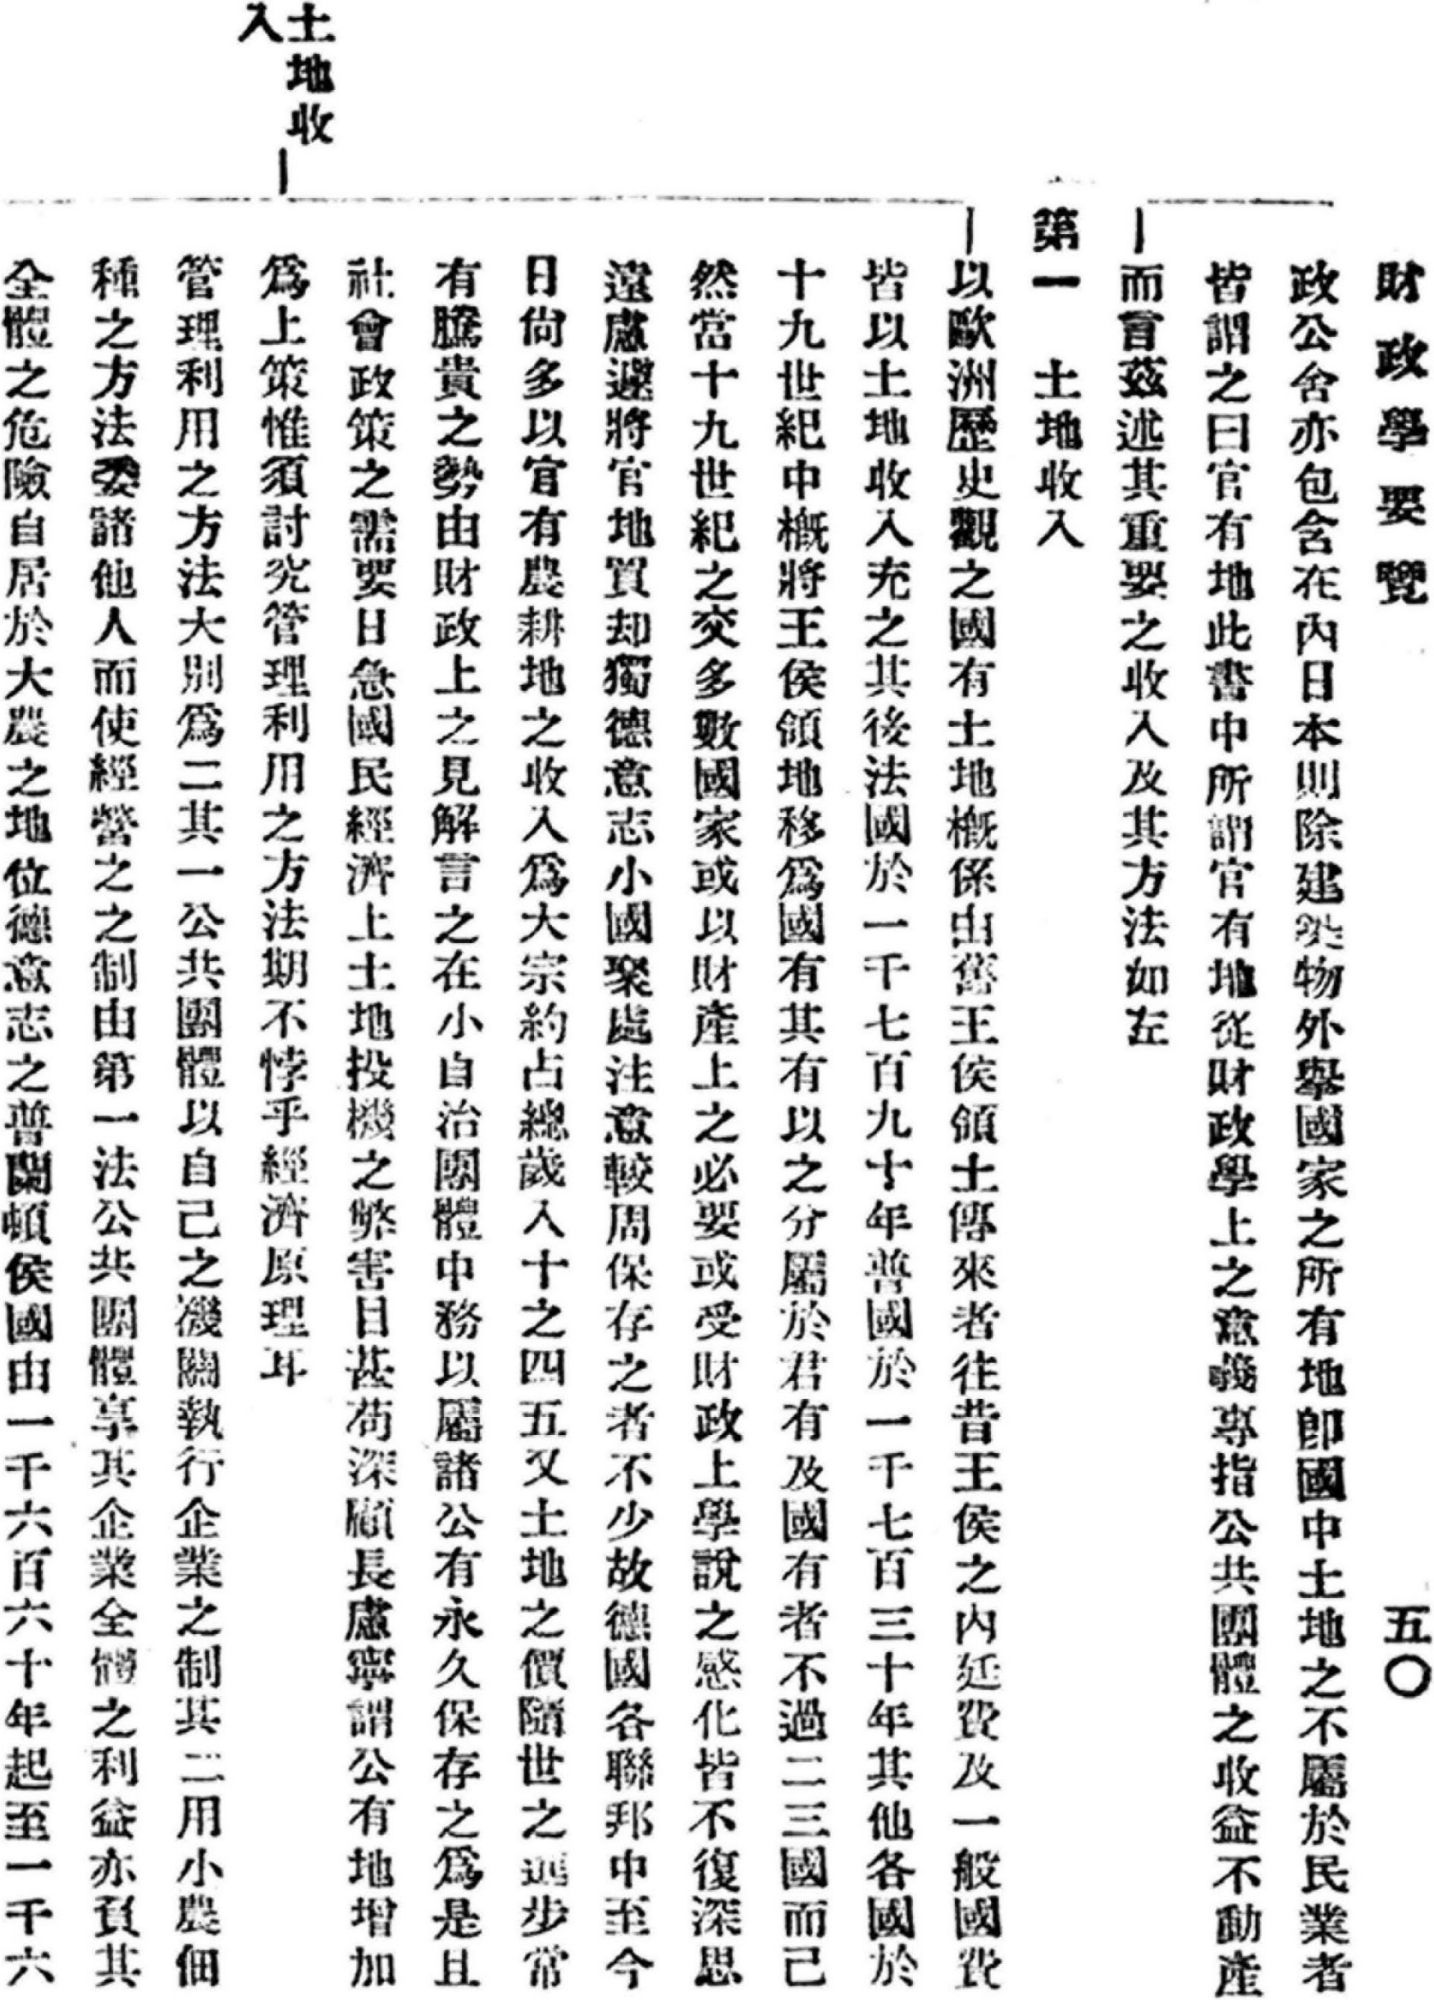 財政學要覽
五〇
政公舍亦包含在內日本則除建築物外舉國家之所有地卽國中土地之不屬於民業者
皆謂之曰官有地此書中所謂官有地從財政學上之意義專指公共團體之收益不動產
而言茲述其重要之收入及其方法如左
第一　土地收入
土地收
入
以歐洲歷史觀之國有土地槪係由舊王侯領土傳來者往昔王侯之內廷費及一般國費
皆以土地收入充之其後法國於一千七百九十年普國於一千七百三十年其他各國於
十九世紀中槪將王侯領地移爲國有其有以之分屬於君有及國有者不過二三國而已
然當十九世紀之交多數國家或以財產上之必要或受財政上學說之感化皆不復深思
遠慮遽將官地買却獨德意志小國聚處注意較周保存之者不少故德國各聯邦中至今
日尙多以官有農耕地之收入爲大宗約占總歲入十之四五又土地之價隨世之進步常
有騰貴之勢由財政上之見解言之在小自治團體中務以屬諸公有永久保存之爲是且
社會政策之需要日急國民經濟上土地投機之弊害日甚苟深顧長慮寧謂公有地增加
爲上策惟須討究管理利用之方法期不悖乎經濟原理耳
管理利用之方法大別爲二其一公共團體以自己之機關執行企業之制其二用小農佃
種之方法委諸他人而使經營之之制由第一法公共團體享其企業全體之利益亦負其
全體之危險自居於大農之地位德意志之普蘭頓侯國由一千六百六十年起至一千六